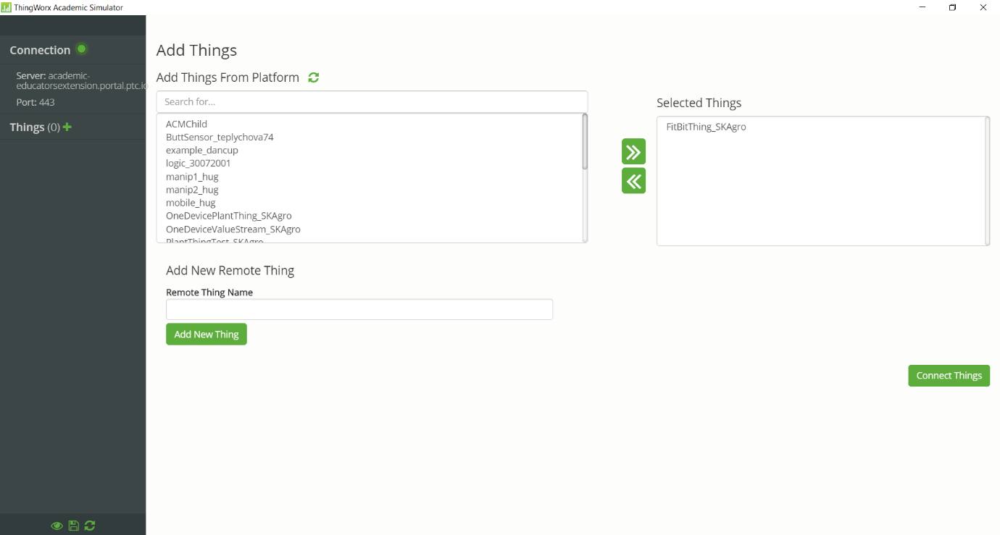 ThingWorx Academic Simulator
Connection
Server: academic-
educatorsextension.portal.ptc.io
Port: 443
Things (0)
Add Things
Add Things From Platform
Search for...
ACMChild
ButtSensor_teplychova74
example_dancup
logic_30072001
manip1_hug
manip2_hug
mobile_hug
OneDevicePlantThing_SKAgro
OneDeviceValueStream_SKAgro
PlantThingTest_SKAgro
Selected Things
FitBitThing_SKAgro
Add New Remote Thing
Remote Thing Name
Add New Thing
Connect Things